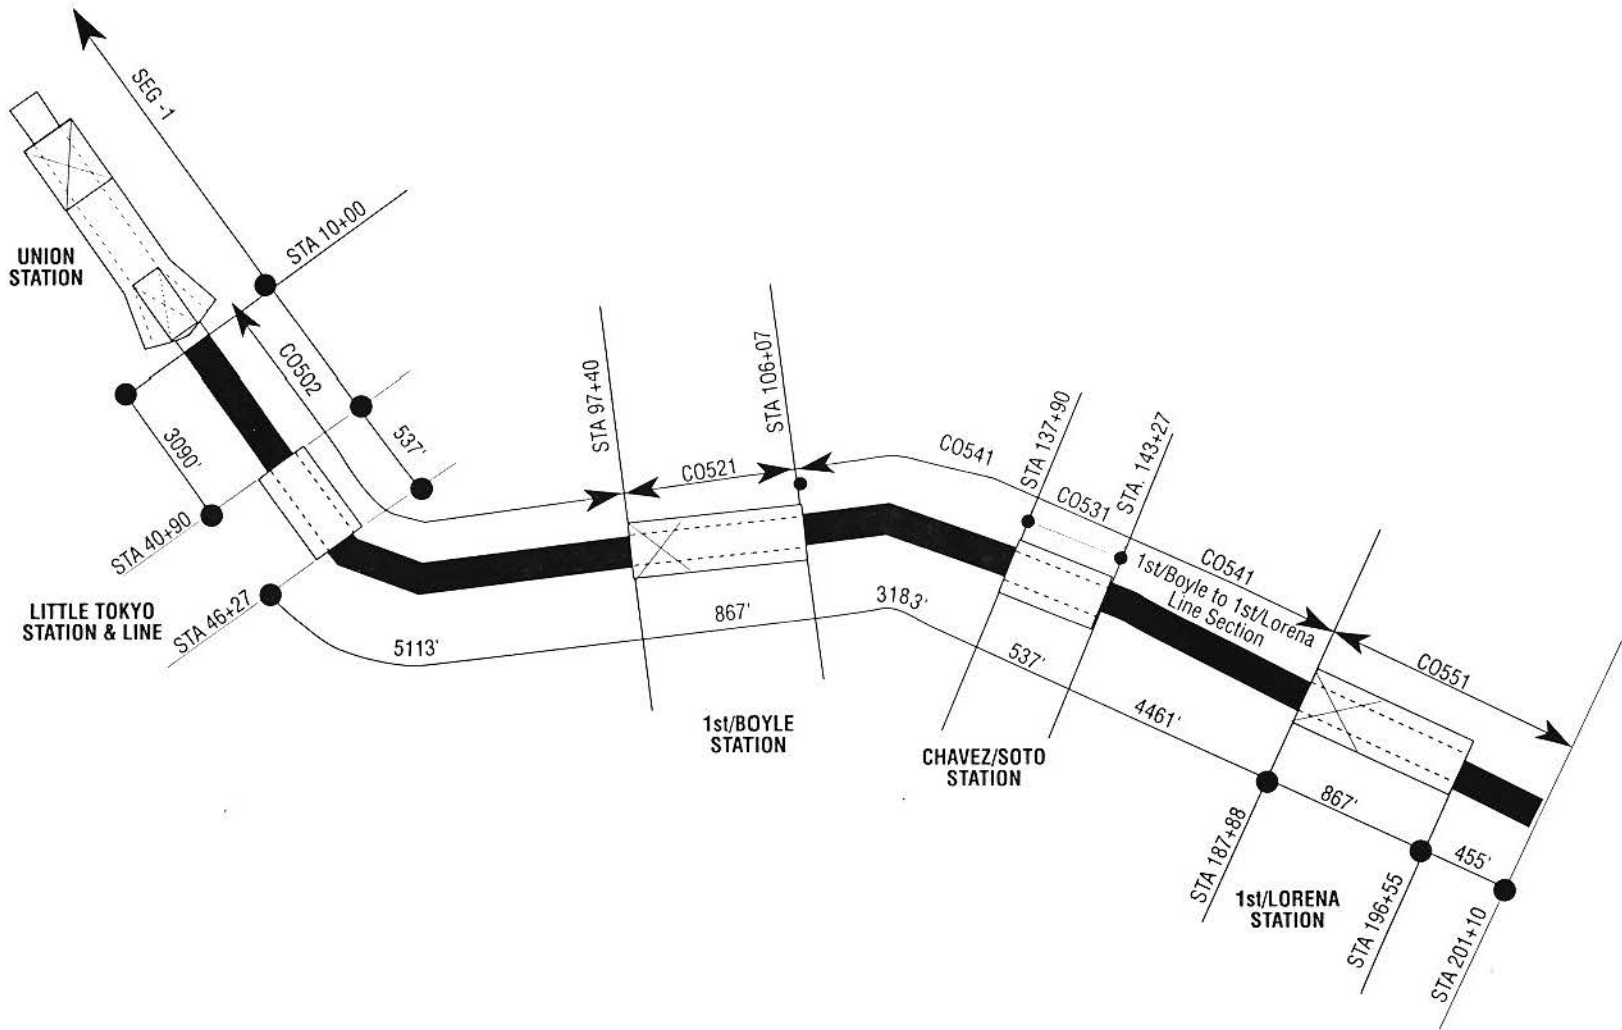 SEG -1
UNION
STATION
STA 10+00
CO502
3090'
537'
STA 40+90
LITTLE TOKYO
STATION & LINE
STA 46+27
5113'
STA 97+40
CO521
STA 106+07
867'
1st/BOYLE
STATION
CO541
3183'
STA 137+90
CO531
STA. 143+27
537'
CHAVEZ/SOTO
STATION
CO541
1st/Boyle to 1st/Lorena
Line Section
4461'
STA 187+88
CO551
867'
1st/LORENA
STATION
STA 196+55
455'
STA 201+10